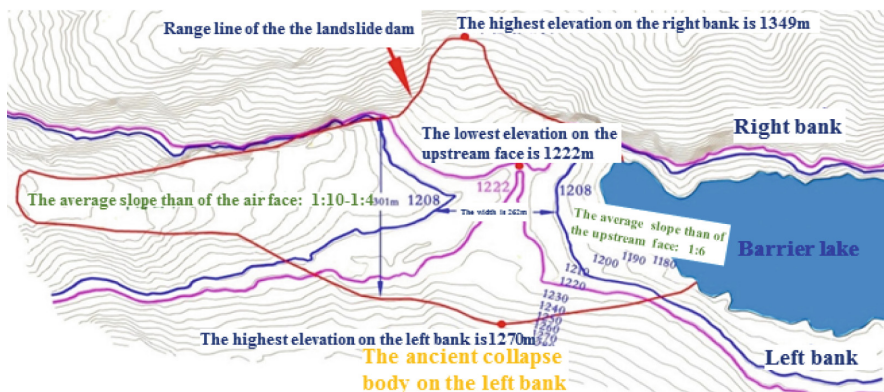 The highest elevation on the right bank is 1349m
Range line of the the landslide dam
Right bank
The lowest elevation on the
upstream face is 1222m
The average slope than of the air face: 1:10-1:4
301m
1208
1222
1208
The width is 262m
The average slope than of
the upstream face: 1:6
Barrier lake
1210
1200
1190
1180
1220
1230
1240
1250
1260
1270
The highest elevation on the left bank is1270m
The ancient collapse
body on the left bank
Left bank